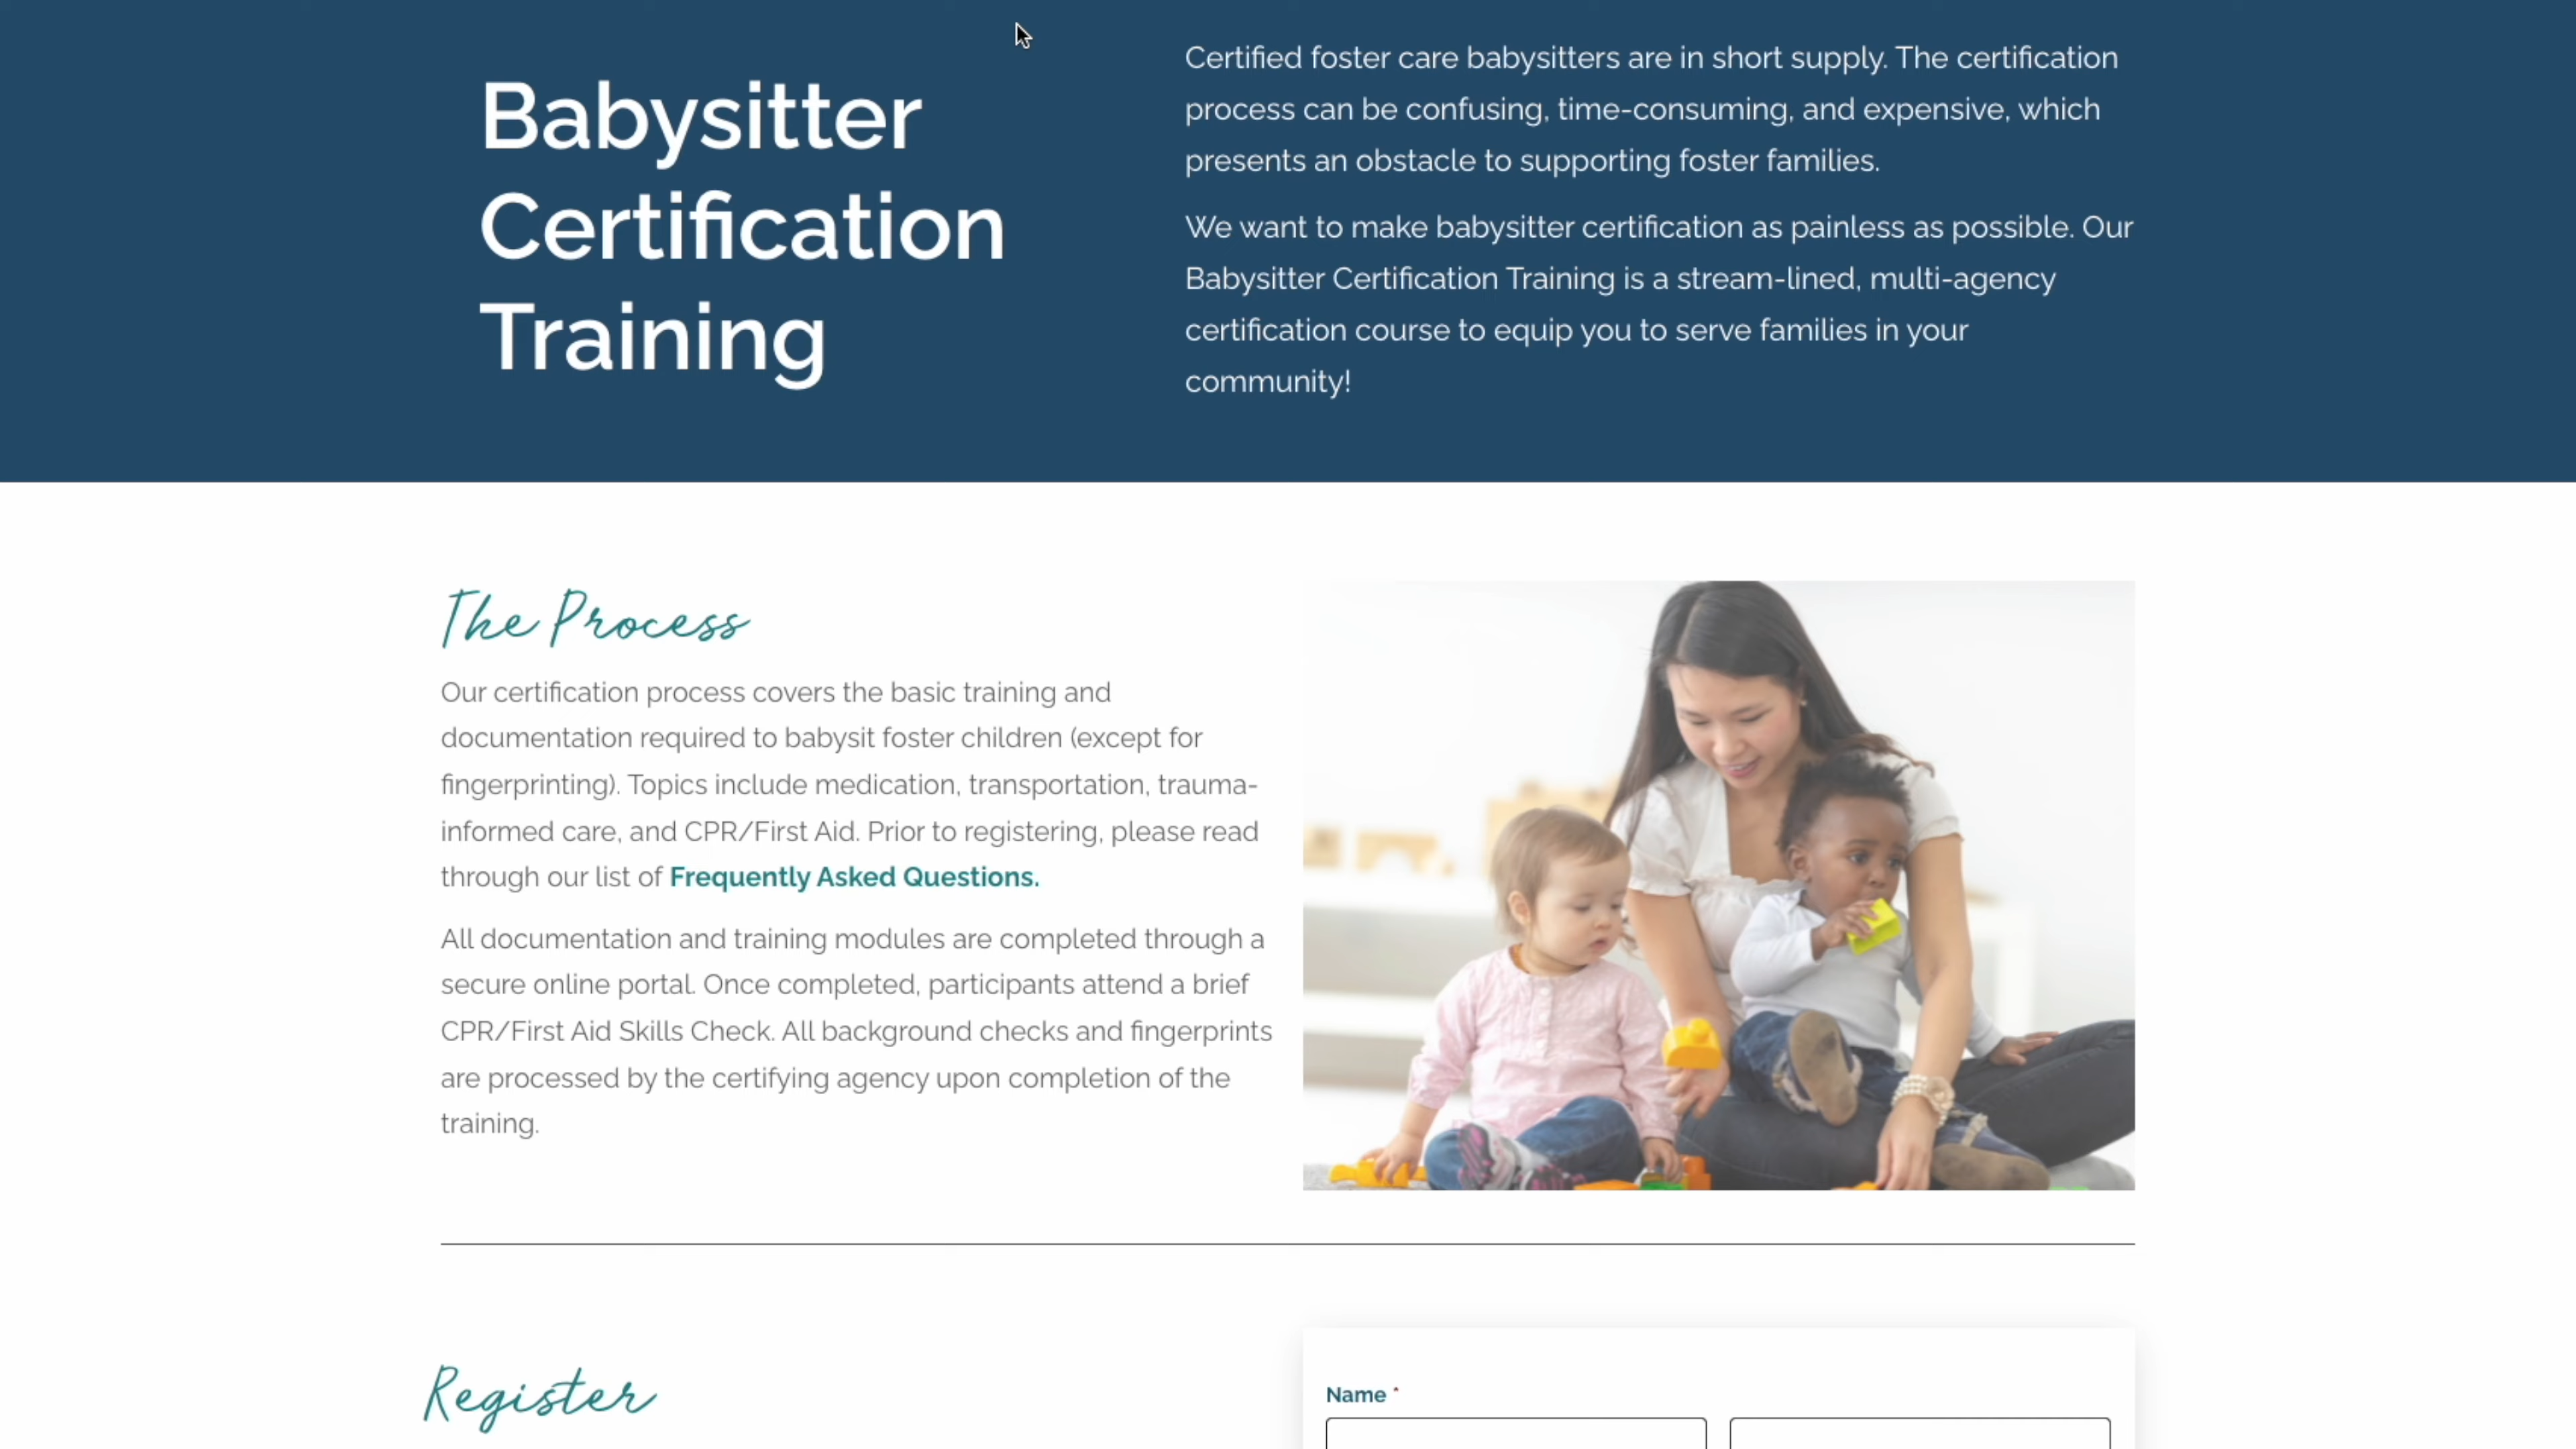 Babysitter
Certification
Training
Certified foster care babysitters are in short supply. The certification
process can be confusing, time-consuming, and expensive, which
presents an obstacle to supporting foster families.
We want to make babysitter certification as painless as possible. Our
Babysitter Certification Training is a stream-lined, multi-agency
certification course to equip you to serve families in your
community!
The Process
Our certification process covers the basic training and
documentation required to babysit foster children (except for
fingerprinting). Topics include medication, transportation, trauma-
informed care, and CPR/First Aid. Prior to registering, please read
through our list of Frequently Asked Questions.
All documentation and training modules are completed through a
secure online portal. Once completed, participants attend a brief
CPR/First Aid Skills Check. All background checks and fingerprints
are processed by the certifying agency upon completion of the
training.
Register
Name *